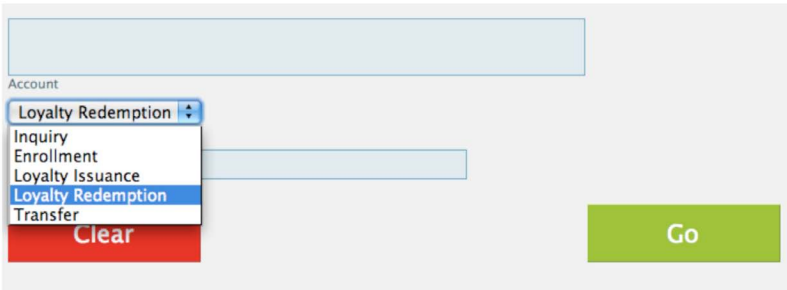 Account
Loyalty Redemption
Inquiry
Enrollment
Loyalty Issuance
Loyalty Redemption
Transfer
Clear
Go